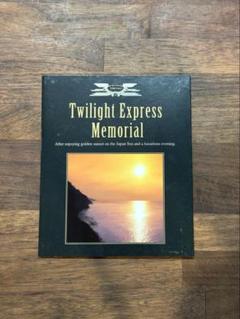 Twilight Express
Memorial
After enjoying golden sunset on the Japan Sea and a luxurious evening.